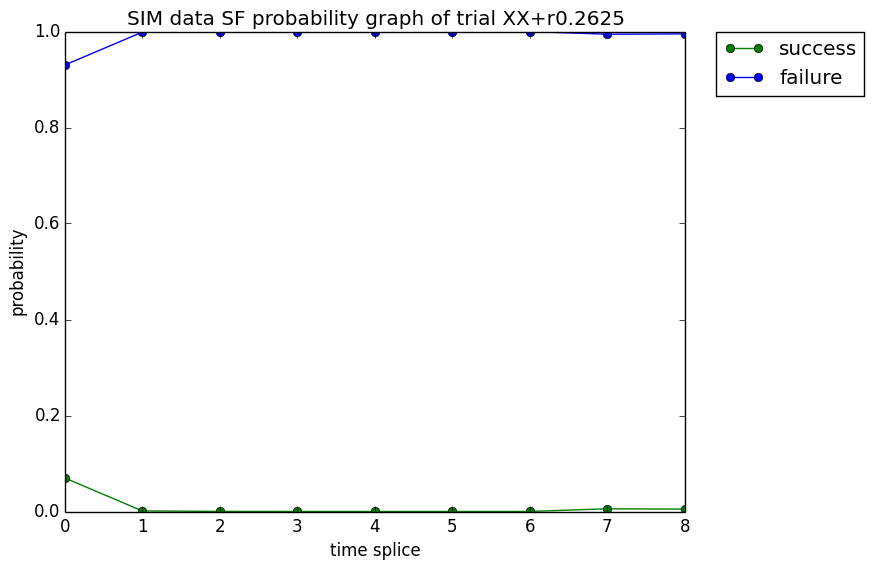 SIM data SF probability graph of trial XX+r0.2625
1.0
0.8
0.6
0.4
0.2
0.0
probability
0 1 2 3 4 5 6 7 8
time splice
success
failure